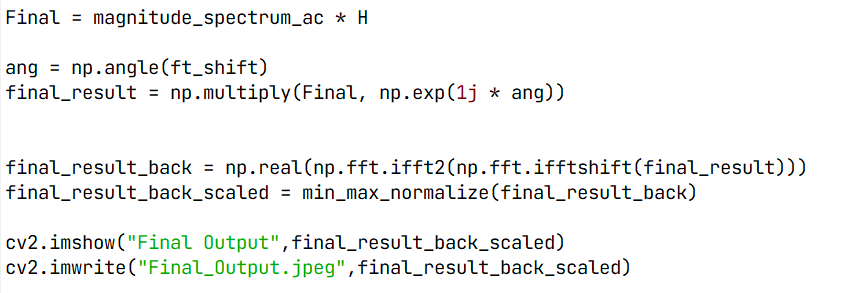 Final = magnitude_spectrum_ac * H
ang = np.angle(ft_shift)
final_result = np.multiply(Final, np.exp(1j * ang))
final_result_back = np.real(np.fft.ifft2(np.fft.ifftshift(final_result)))
final_result_back_scaled = min_max_normalize(final_result_back)
cv2.imshow("Final Output",final_result_back_scaled)
cv2.imwrite("Final_Output.jpeg",final_result_back_scaled)